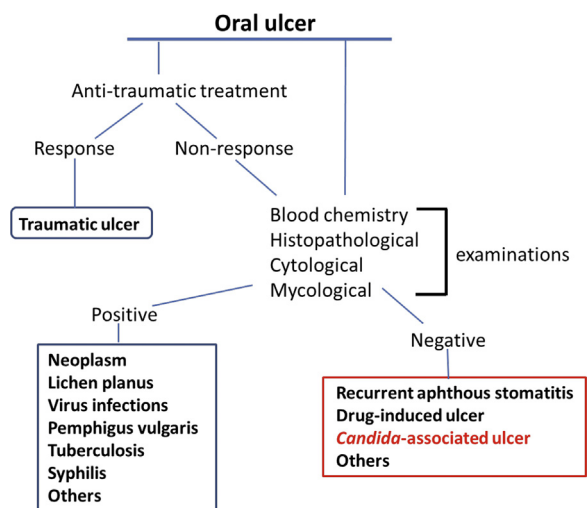 Oral ulcer
Anti-traumatic treatment
Response
Non-response
Traumatic ulcer
Blood chemistry
Histopathological
Cytological
Mycological
examinations
Positive
Negative
Neoplasm
Lichen planus
Virus infections
Pemphigus vulgaris
Tuberculosis
Syphilis
Others
Recurrent aphthous stomatitis
Drug-induced ulcer
Candida-associated ulcer
Others